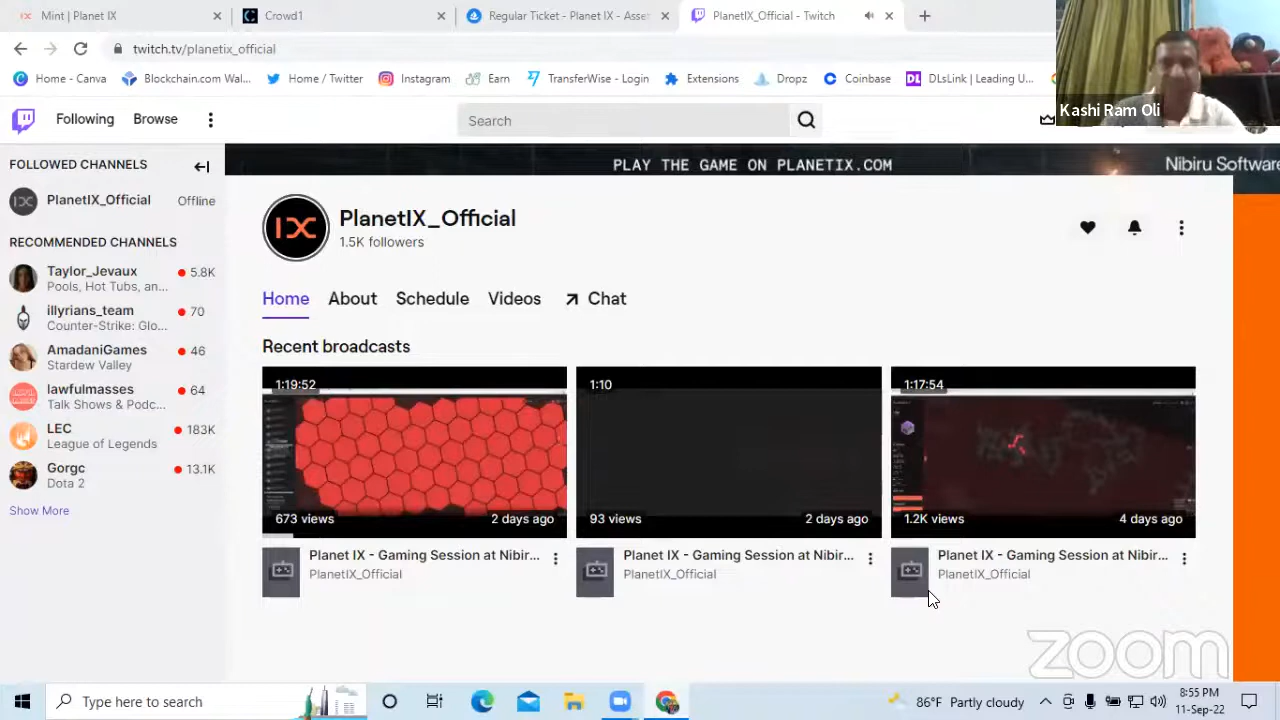 Mint | Planet IX
Crowd1
Regular Ticket - Planet IX - Asse
PlanetIX_Official - Twitch
twitch.tv/planetix_official
Home - Canva
Blockchain.com Wal...
Home / Twitter
Instagram
Earn
TransferWise - Login
Extensions
Dropz
Coinbase
DLsLink | Leading U...
Kashi Ram Oli
Following
Browse
Search
PLAY THE GAME ON PLANETIX.COM
Nibiru Software
FOLLOWED CHANNELS
PlanetIX_Official
Offline
RECOMMENDED CHANNELS
Taylor_Jevaux
5.8K
Pools, Hot Tubs, an...
illyrians_team
70
Counter-Strike: Glo...
AmadaniGames
46
Stardew Valley
lawfulmasses
64
Talk Shows & Podc...
LEC
183K
League of Legends
Gorgc
13.1K
Dota 2
Show More
IX
PlanetIX_Official
1.5K followers
Home
About
Schedule
Videos
Chat
Recent broadcasts
1:19:52
673 views
2 days ago
Planet IX - Gaming Session at Nibir...
PlanetIX_Official
1:10
93 views
2 days ago
Planet IX - Gaming Session at Nibir...
PlanetIX_Official
1:17:54
1.2K views
4 days ago
Planet IX - Gaming Session at Nibir...
PlanetIX_Official
zoom
Type here to search
86°F Partly cloudy
8:55 PM
11-Sep-22